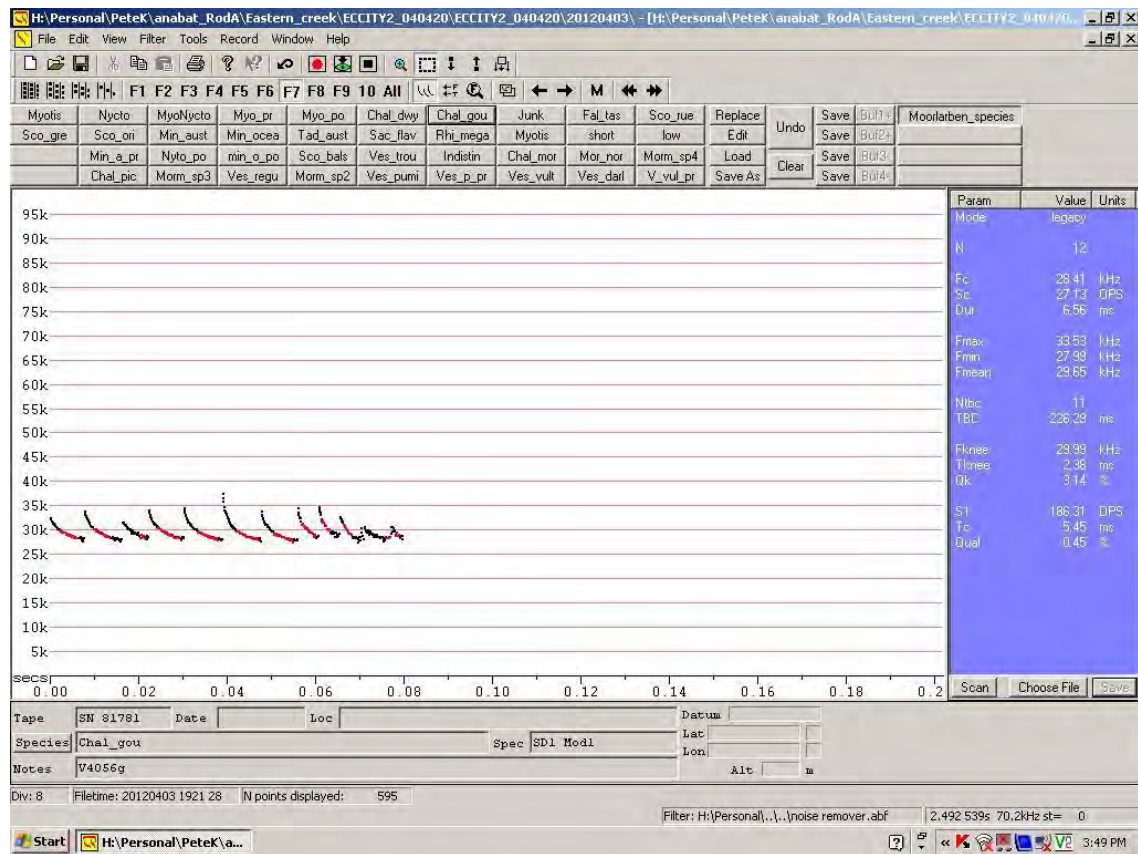 H:\Personal\PeteK\anabat_RodA\Eastern_creek\ECCITY2_040420\ECCITY2_040420\20120403\ - [H:\Personal\PeteK\anabat_RodA\Eastern_creek\ECCITY2_040420...
File Edit View Filter Tools Record Window Help
F1 F2 F3 F4 F5 F6 F7 F8 F9 10 All M
Myotis Nycto MyoNycto Myo_pr Myo_po Chal_dwy Chal_gou Junk Fal_tas Sco_rue Replace Undo Save Buf1+ Moorlarben_species
Sco_gre Sco_ori Min_aust Min_ocea Tad_aust Sac_flav Rhi_mega Myotis short low Edit Save Buf2+
Min_a_pr Nyto_po min_o_po Sco_bals Ves_trou Indistin Chal_mor Mor_nor Morm_sp4 Load Clear Save Buf3-
Chal_pic Morm_sp3 Ves_regu Morm_sp2 Ves_pumi Ves_p_pr Ves_vult Ves_darl V_vul_pr Save As Save Buf4-
Param Value Units
Mode legacy
N 12
Fc 28.41 kHz
Sc 27.13 OPS
Dur 6.56 ms
Fmax 33.53 kHz
Fmin 27.99 kHz
Fmean 29.65 kHz
Ntbc 11
TBC 226.29 ms
Fknee 29.99 kHz
Tknee 2.38 ms
Qk 3.14 %
S1 186.31 OPS
Tc 5.45 ms
Qual 0.45 %
95k
90k
85k
80k
75k
70k
65k
60k
55k
50k
45k
40k
35k
30k
25k
20k
15k
10k
5k
secs
0.00 0.02 0.04 0.06 0.08 0.10 0.12 0.14 0.16 0.18 0.2
Scan Choose File Save
Tape SN 81781 Date Loc Datum
Species Chal_gou Spec SD1 Mod1 Lat
Lon
Notes V4056g Alt m
Div: 8 Filetime: 20120403 1921 28 N points displayed: 595
Filter: H:\Personal\..\..\noise remover.abf 2.492 539s 70.2kHz st= 0
Start H:\Personal\PeteK\a... 3:49 PM